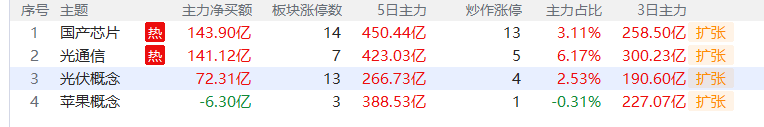 序号 主题 主力净买额 板块涨停数 5日主力 炒作涨停 主力占比 3日主力
1 国产芯片 热 143.90亿 14 450.44亿 13 3.11% 258.50亿 扩张
2 光通信 热 141.12亿 7 423.03亿 5 6.17% 300.23亿 扩张
3 光伏概念 72.31亿 13 266.73亿 4 2.53% 190.60亿 扩张
4 苹果概念 -6.30亿 3 388.53亿 1 -0.31% 227.07亿 扩张